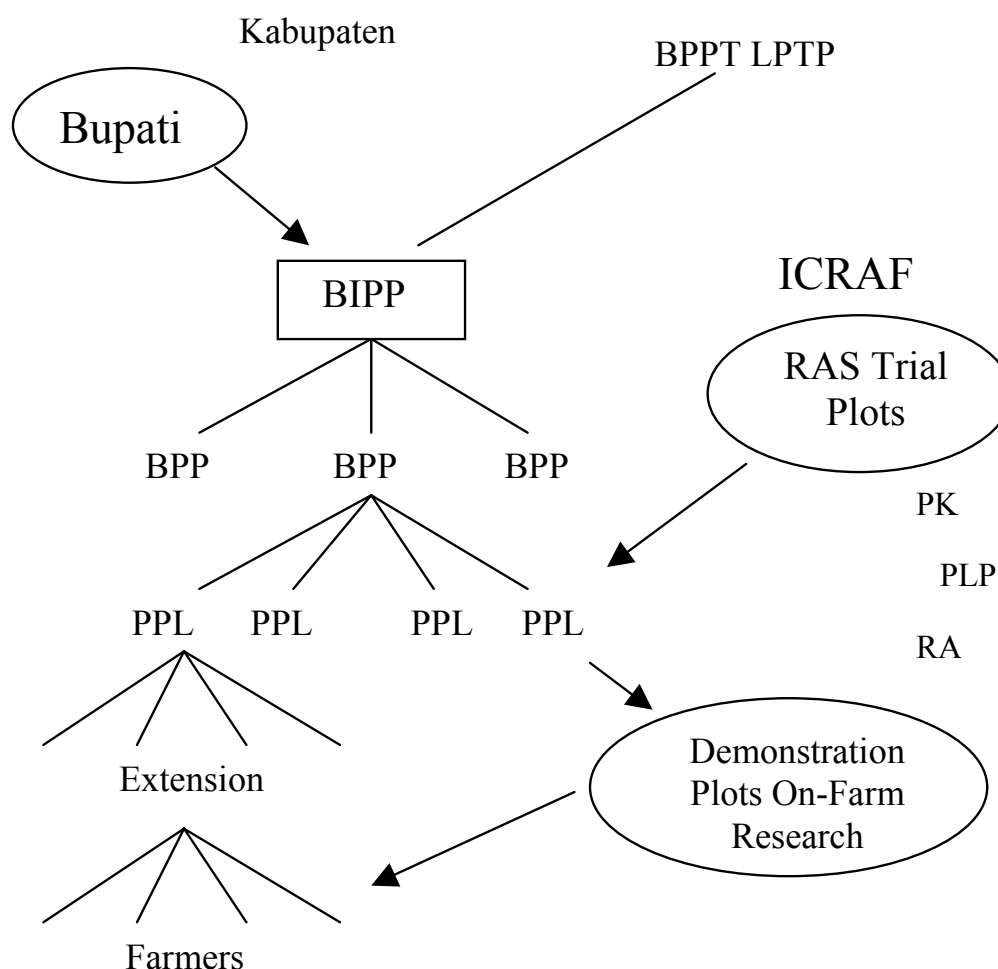 Kabupaten
BPPT LPTP
Bupati
BIPP
ICRAF
RAS Trial
Plots
BPP BPP BPP
PK
PLP
PPL PPL PPL PPL
RA
Demonstration
Plots On-Farm
Research
Extension
Farmers